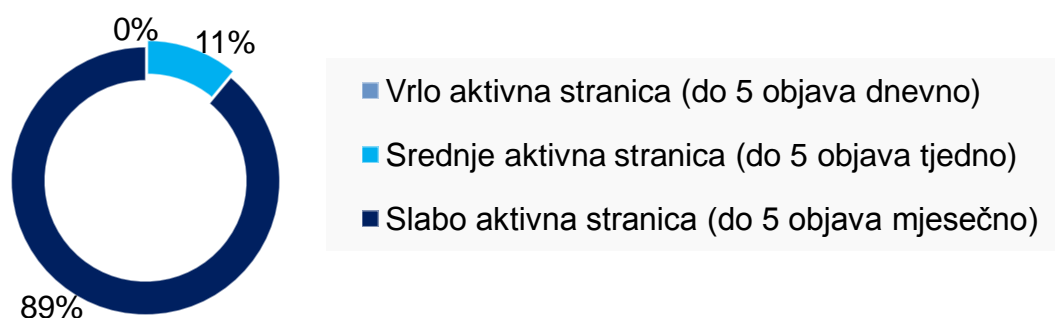 0%
11%
Vrlo aktivna stranica (do 5 objava dnevno)
Srednje aktivna stranica (do 5 objava tjedno)
Slabo aktivna stranica (do 5 objava mjesečno)
89%